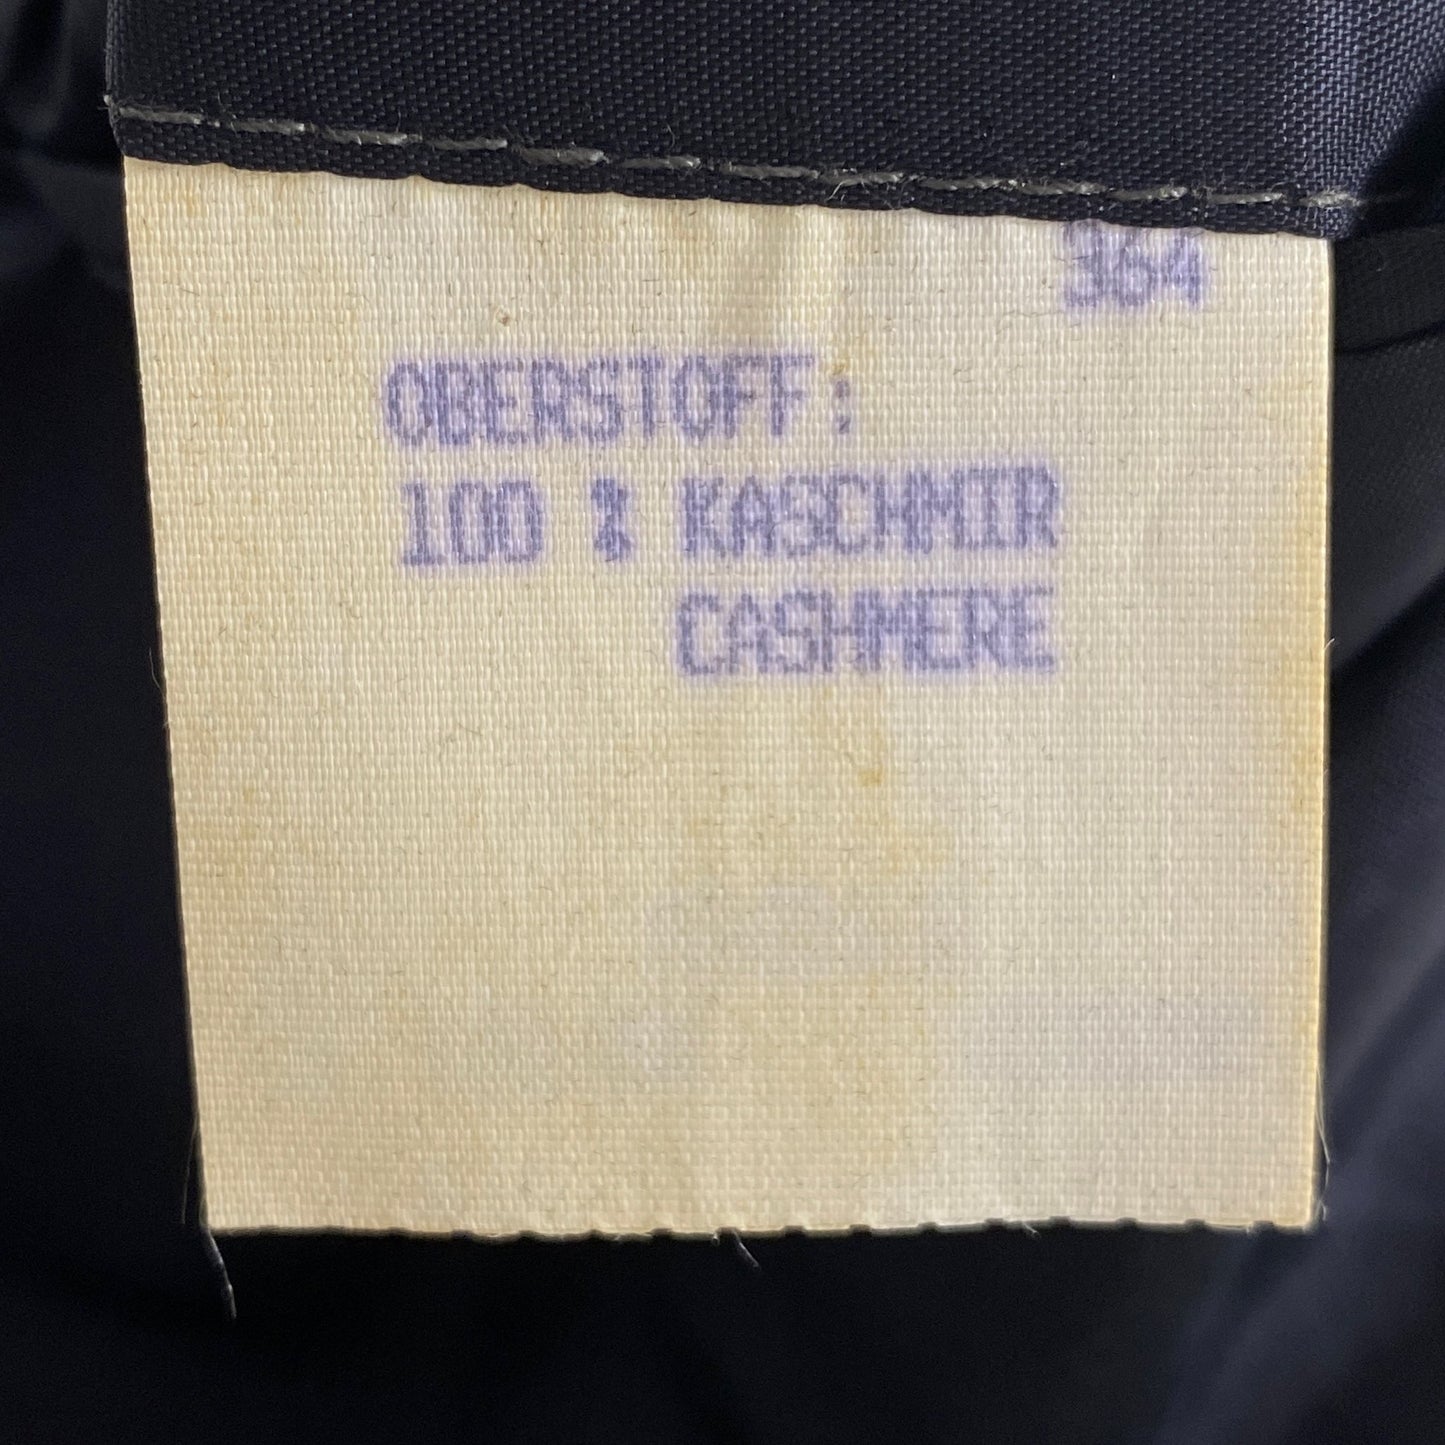 364
OBERSTOFF:
100 % KASCHMIR
CASHMERE